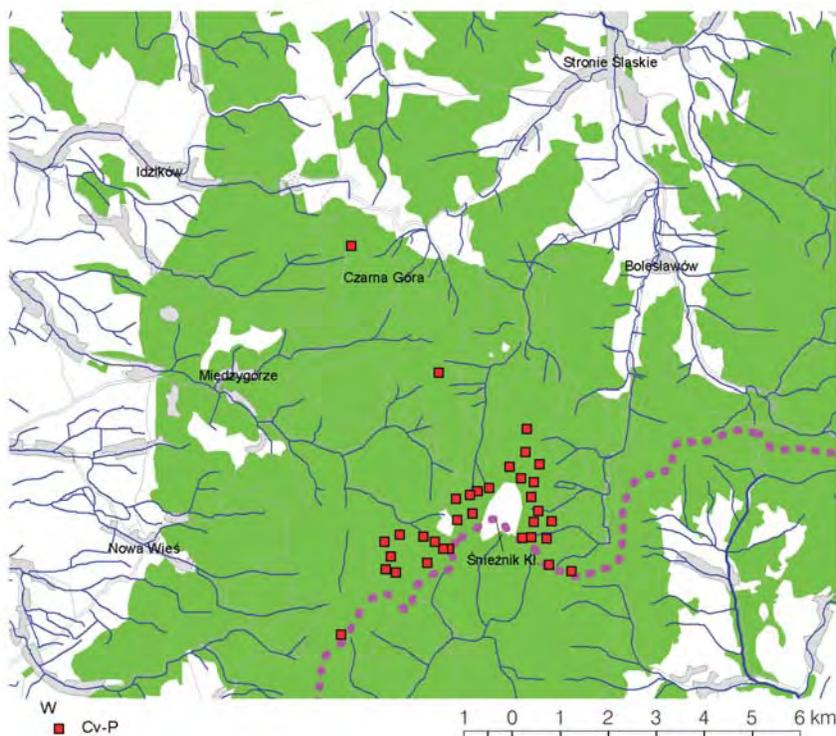 Stronie Śląskie
Idzików
Czarna Góra
Bolesławów
Międzygórze
Nowa Wieś
Śnieżnik Kł.
W
Cv-P
1 0 1 2 3 4 5 6 km